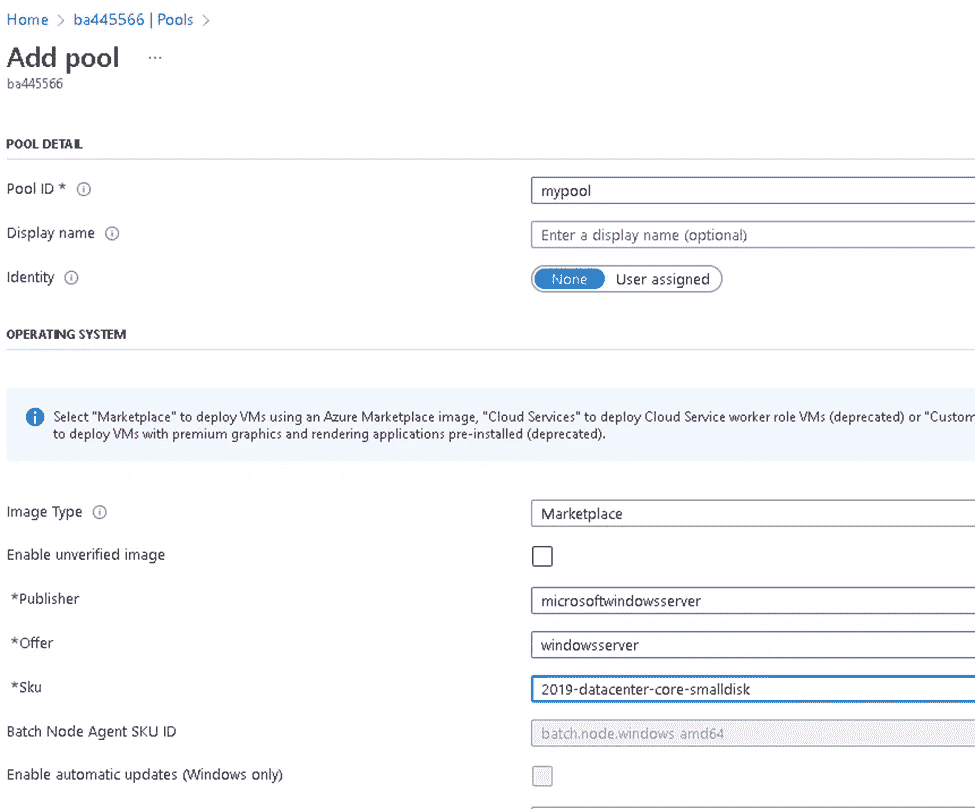 Home > ba445566 | Pools >
Add pool ...
ba445566
POOL DETAIL
Pool ID * mypool
Display name Enter a display name (optional)
Identity None User assigned
OPERATING SYSTEM
Select "Marketplace" to deploy VMs using an Azure Marketplace image, "Cloud Services" to deploy Cloud Service worker role VMs (deprecated) or "Custom
to deploy VMs with premium graphics and rendering applications pre-installed (deprecated).
Image Type Marketplace
Enable unverified image
*Publisher microsoftwindowsserver
*Offer windowsserver
*Sku 2019-datacenter-core-smalldisk
Batch Node Agent SKU ID batch.node.windows amd64
Enable automatic updates (Windows only)